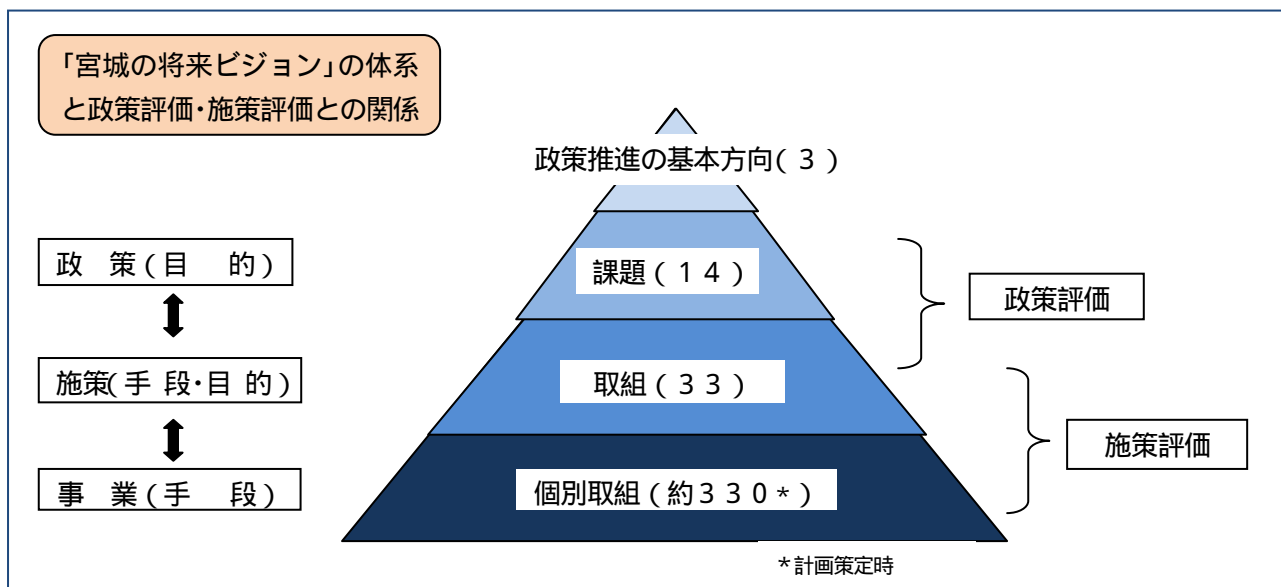 「宮城の将来ビジョン」の体系
と政策評価・施策評価との関係
政策推進の基本方向(３)
政　策(目　的)
課題(１４)
政策評価
施策(手段・目的)
取組(３３)
施策評価
事　業(手　段)
個別取組(約３３０*)
*計画策定時